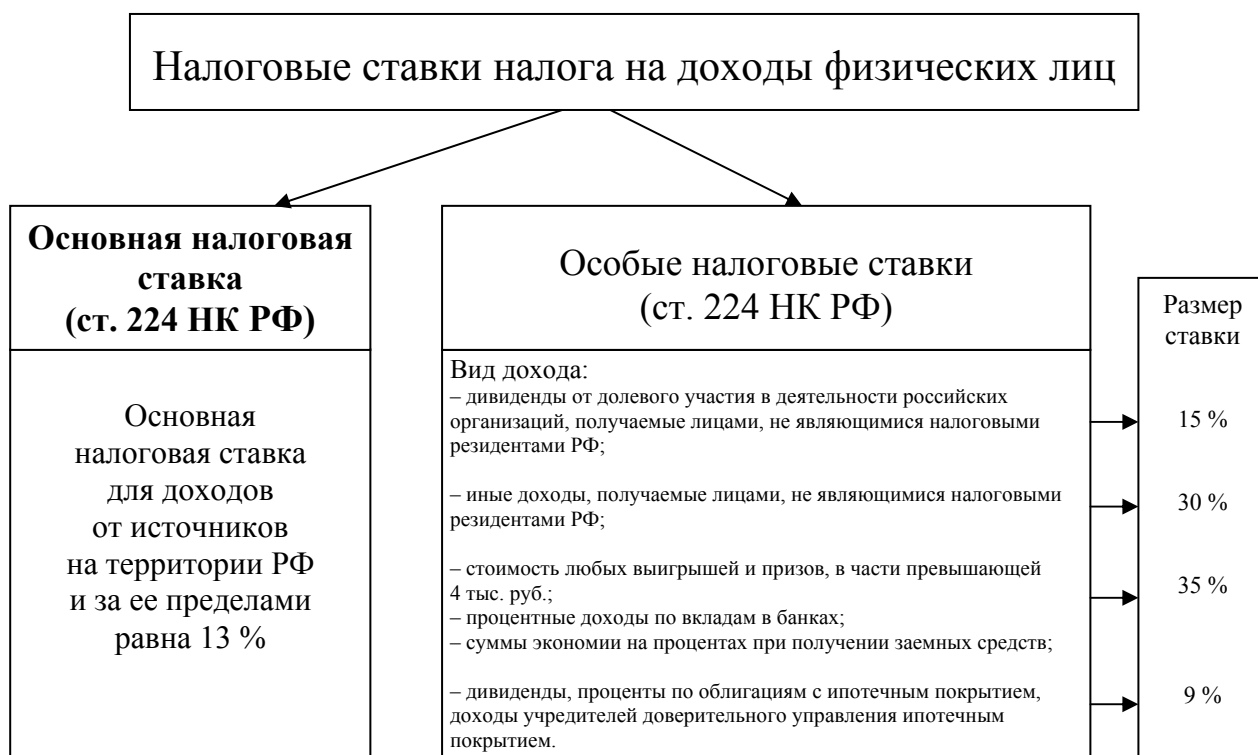 Налоговые ставки налога на доходы физических лиц
Основная налоговая
ставка
(ст. 224 НК РФ)
Основная
налоговая ставка
для доходов
от источников
на территории РФ
и за ее пределами
равна 13 %
Особые налоговые ставки
(ст. 224 НК РФ)
Вид дохода:
– дивиденды от долевого участия в деятельности российских
организаций, получаемые лицами, не являющимися налоговыми
резидентами РФ;
– иные доходы, получаемые лицами, не являющимися налоговыми
резидентами РФ;
– стоимость любых выигрышей и призов, в части превышающей
4 тыс. руб.;
– процентные доходы по вкладам в банках;
– суммы экономии на процентах при получении заемных средств;
– дивиденды, проценты по облигациям с ипотечным покрытием,
доходы учредителей доверительного управления ипотечным
покрытием.
Размер
ставки
15 %
30 %
35 %
9 %